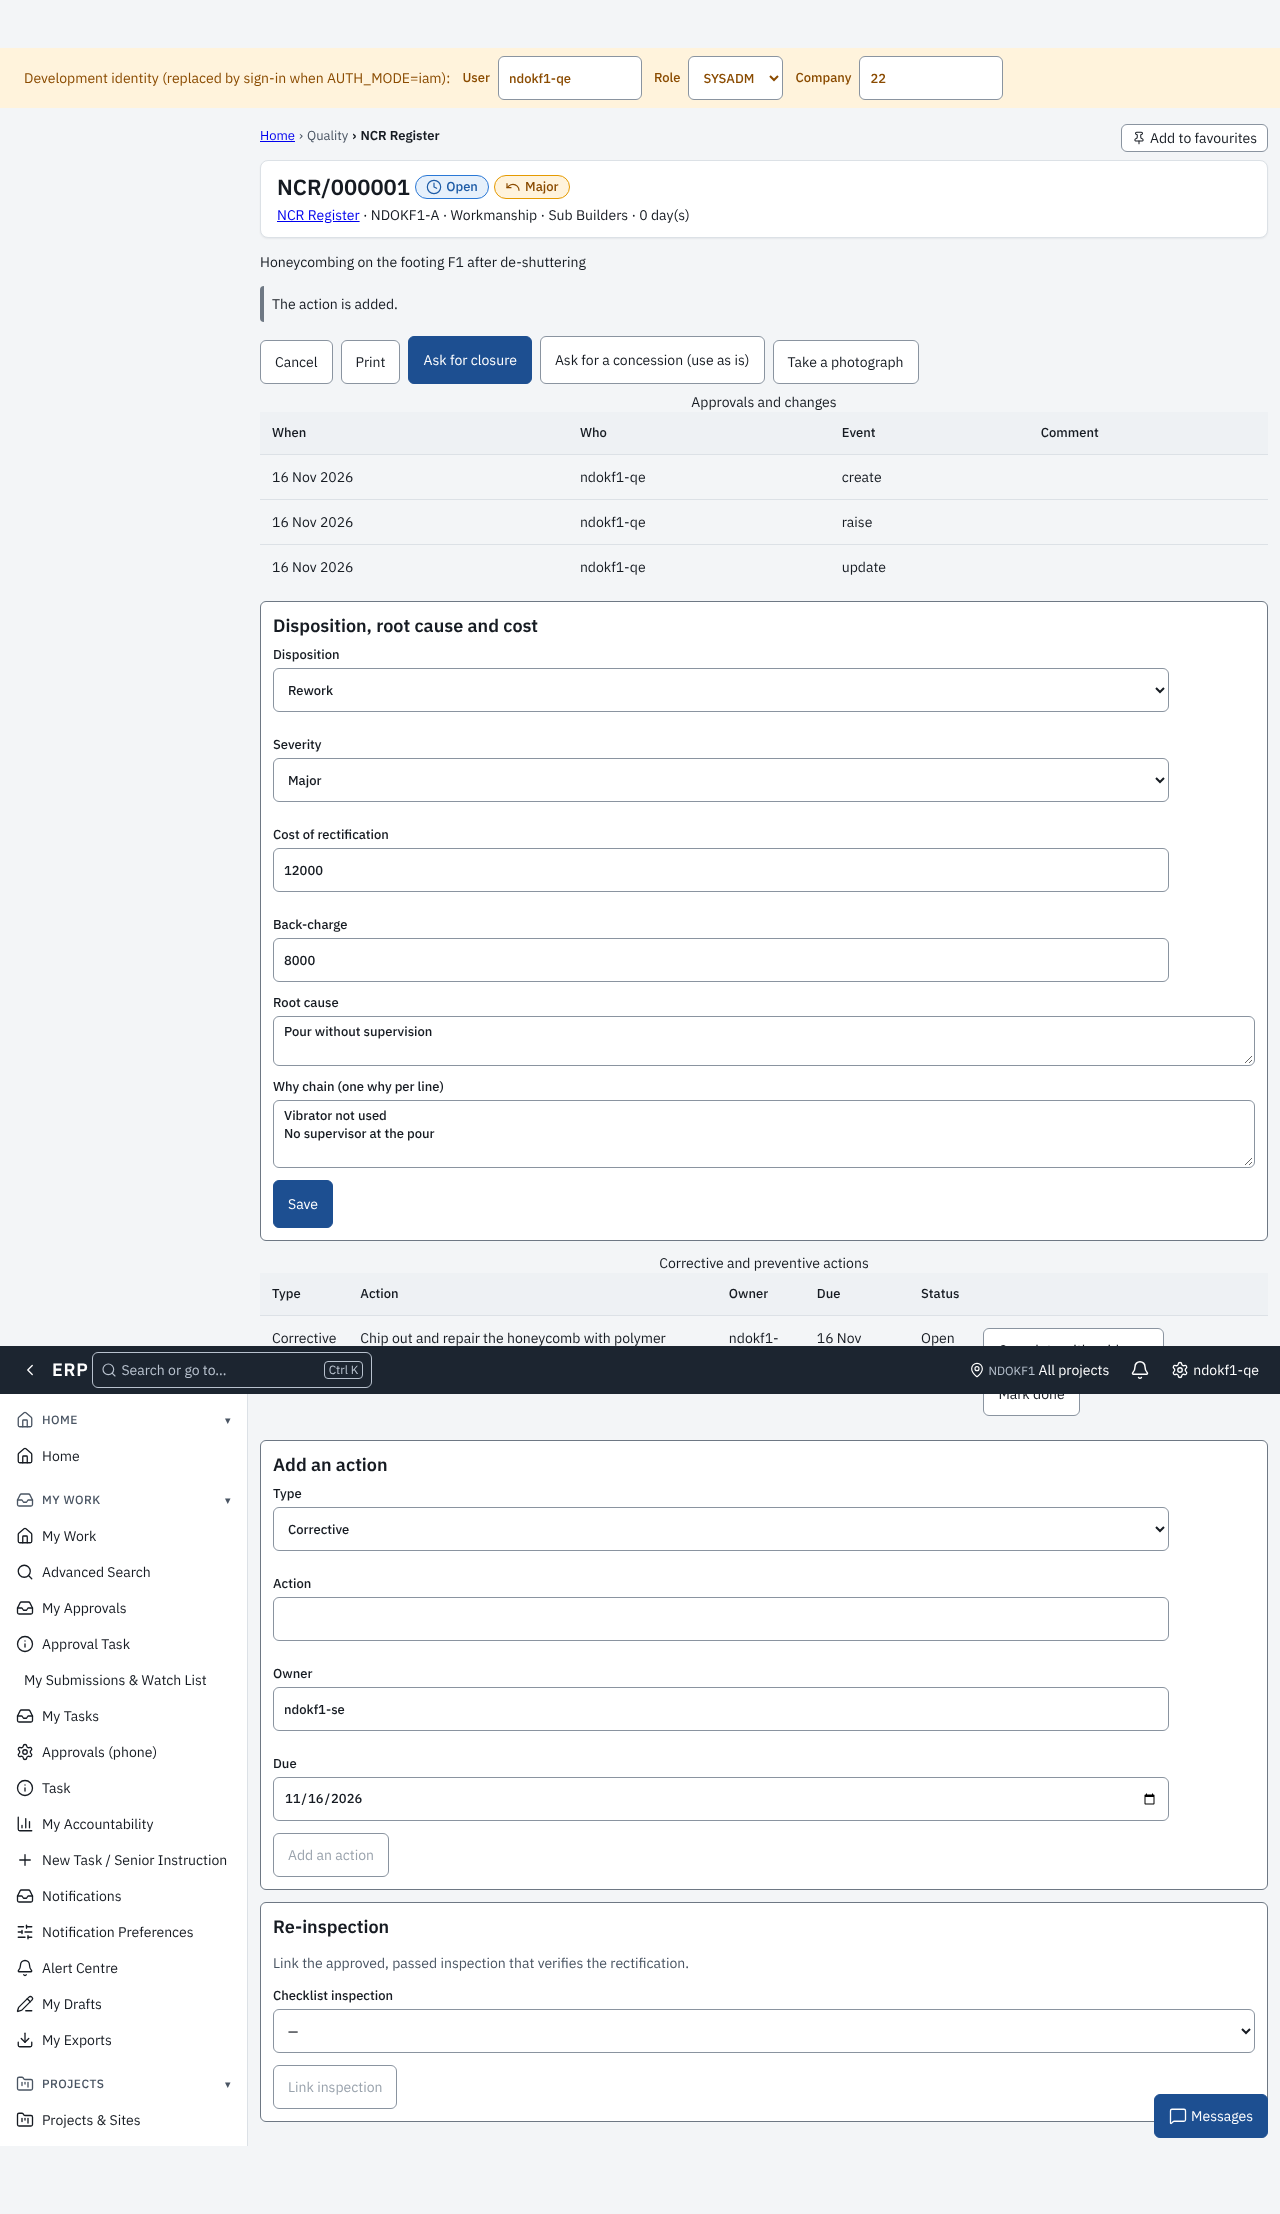 Development identity (replaced by sign-in when AUTH_MODE=iam): User ndokf1-qe Role SYSADM Company 22
Home › Quality › NCR Register
Add to favourites
NCR/000001 Open Major
NCR Register · NDOKF1-A · Workmanship · Sub Builders · 0 day(s)
Honeycombing on the footing F1 after de-shuttering
The action is added.
Cancel Print Ask for closure Ask for a concession (use as is) Take a photograph
Approvals and changes
When Who Event Comment
16 Nov 2026 ndokf1-qe create
16 Nov 2026 ndokf1-qe raise
16 Nov 2026 ndokf1-qe update
Disposition, root cause and cost
Disposition
Rework
Severity
Major
Cost of rectification
12000
Back-charge
8000
Root cause
Pour without supervision
Why chain (one why per line)
Vibrator not used
No supervisor at the pour
Save
Corrective and preventive actions
Type Action Owner Due Status
Corrective Chip out and repair the honeycomb with polymer ndokf1- 16 Nov Open
ERP Search or go to... Ctrl K NDOKF1 All projects ndokf1-qe
Mark done
HOME
Home
MY WORK
My Work
Advanced Search
My Approvals
Approval Task
My Submissions & Watch List
My Tasks
Approvals (phone)
Task
My Accountability
New Task / Senior Instruction
Notifications
Notification Preferences
Alert Centre
My Drafts
My Exports
PROJECTS
Projects & Sites
Add an action
Type
Corrective
Action
Owner
ndokf1-se
Due
11/16/2026
Add an action
Re-inspection
Link the approved, passed inspection that verifies the rectification.
Checklist inspection
—
Link inspection
Messages